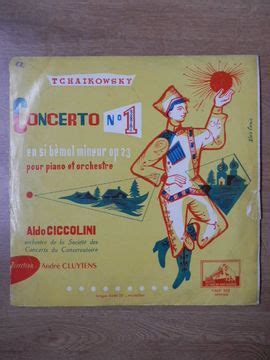 TCHAIKOWSKY
CONCERTO No 1
en si bémol mineur op 23
pour piano et orchestre
Aldo CICCOLINI
orchestre de la Société des
Concerts du Conservatoire
Direction : André CLUYTENS